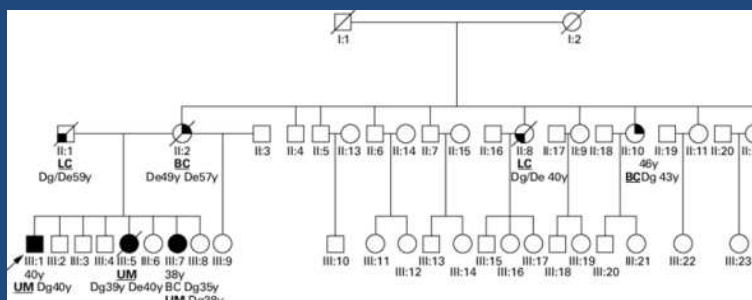 I:1 I:2
II:1 II:2 II:3 II:4 II:5 II:13 II:6 II:14 II:7 II:15 II:16 II:8 II:17 II:9 II:18 II:10 II:19 II:11 II:20
LC BC LC 46y
Dg/De59y De49y De57y Dg/De 40y BCDg 43y
III:1 III:2 III:3 III:4 III:5 III:6 III:7 III:8 III:9 III:10 III:11 III:13 III:15 III:17 III:19 III:21 III:22 III:23
III:12 III:14 III:16 III:18 III:20
40y UM 38y
UM Dg40y Dg39y De40y BC Dg35y
UM Dg38y